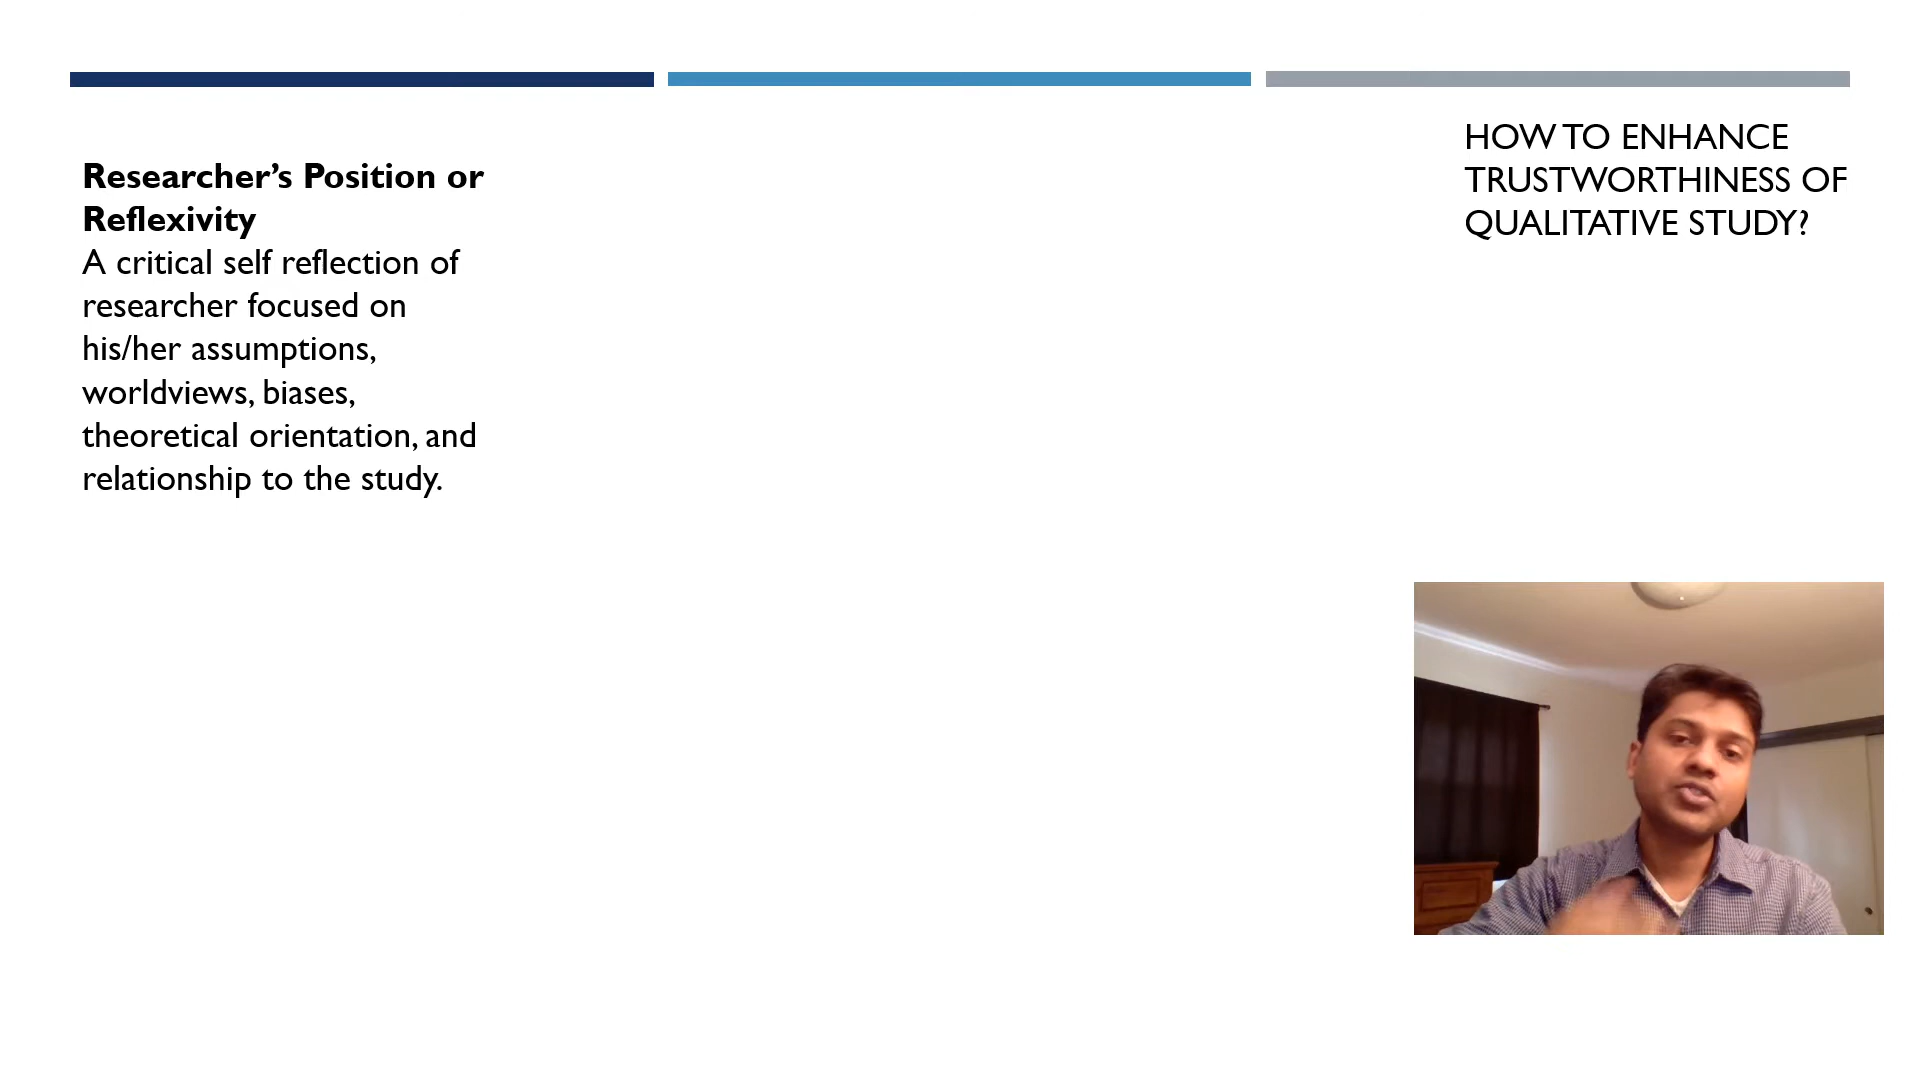 HOW TO ENHANCE
TRUSTWORTHINESS OF
QUALITATIVE STUDY?
Researcher’s Position or
Reflexivity
A critical self reflection of
researcher focused on
his/her assumptions,
worldviews, biases,
theoretical orientation, and
relationship to the study.